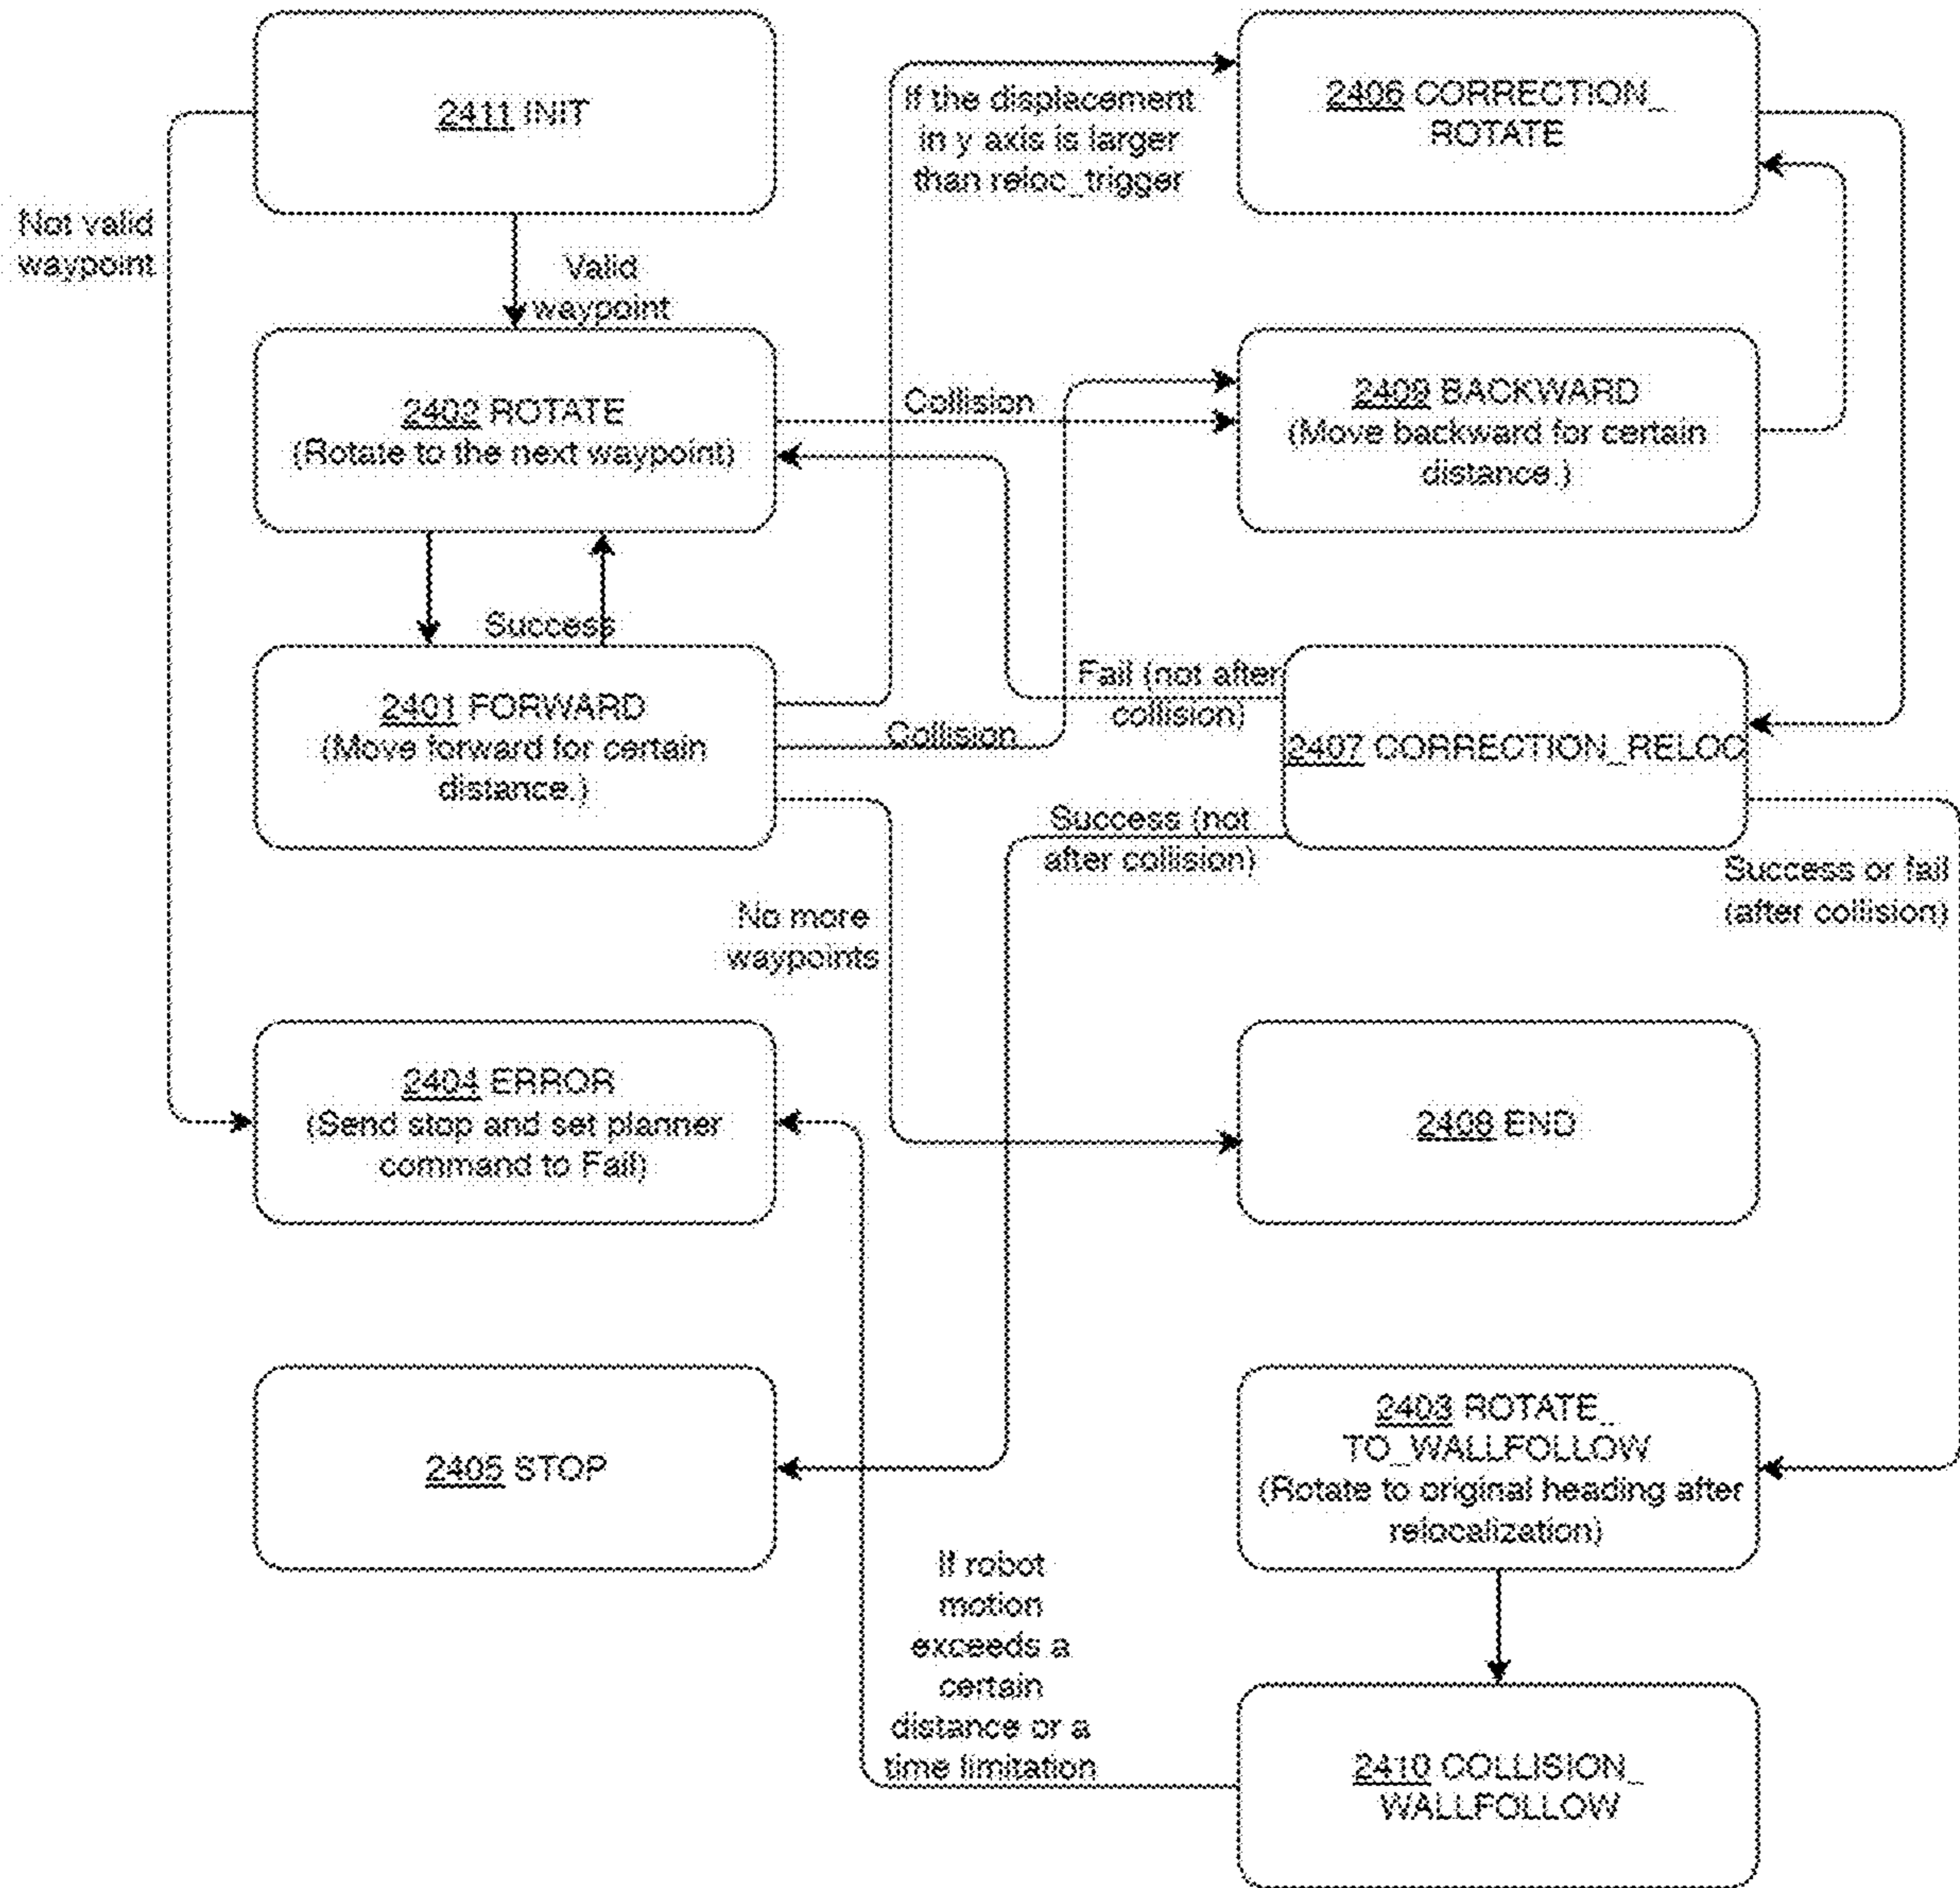 2411 INIT
If the displacement
in y axis is larger
than reloc_trigger
2406 CORRECTION_
ROTATE
Not valid
waypoint
Valid
waypoint
2402 ROTATE
(Rotate to the next waypoint)
Collision
2409 BACKWARD
(Move backward for certain
distance.)
Success
2401 FORWARD
(Move forward for certain
distance.)
Collision
Fail (not after
collision)
2407 CORRECTION_RELOC
Success (not
after collision)
Success or fail
(after collision)
No more
waypoints
2404 ERROR
(Send stop and set planner
command to Fail)
2408 END
2405 STOP
2403 ROTATE_
TO_WALLFOLLOW
(Rotate to original heading after
relocalization)
If robot
motion
exceeds a
certain
distance or a
time limitation
2410 COLLISION_
WALLFOLLOW